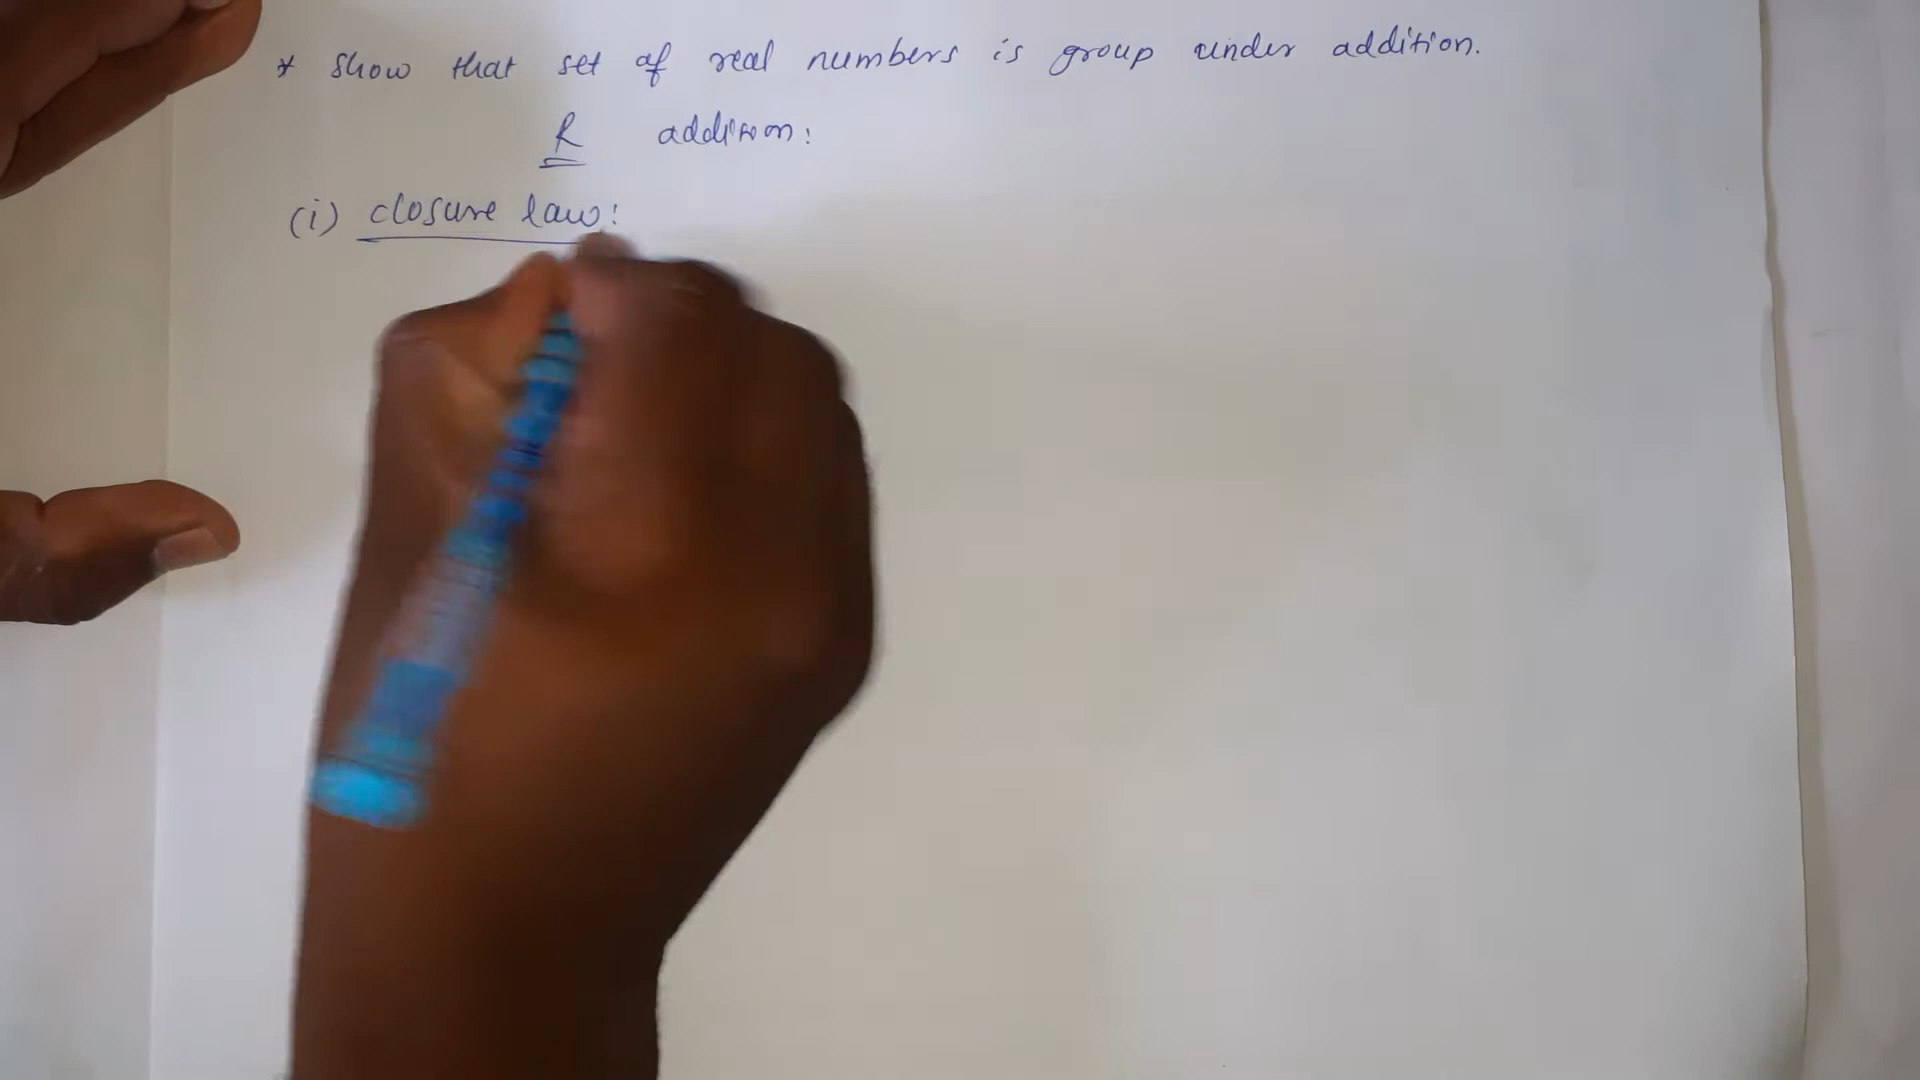 * Show that set of real numbers is group under addition.
R addition:
(i) closure law: